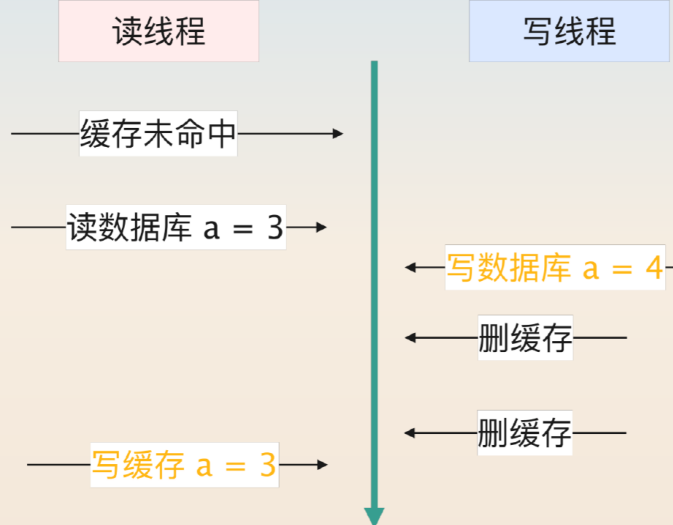 读线程
写线程
缓存未命中
读数据库 a = 3
写数据库 a = 4
删缓存
删缓存
写缓存 a = 3